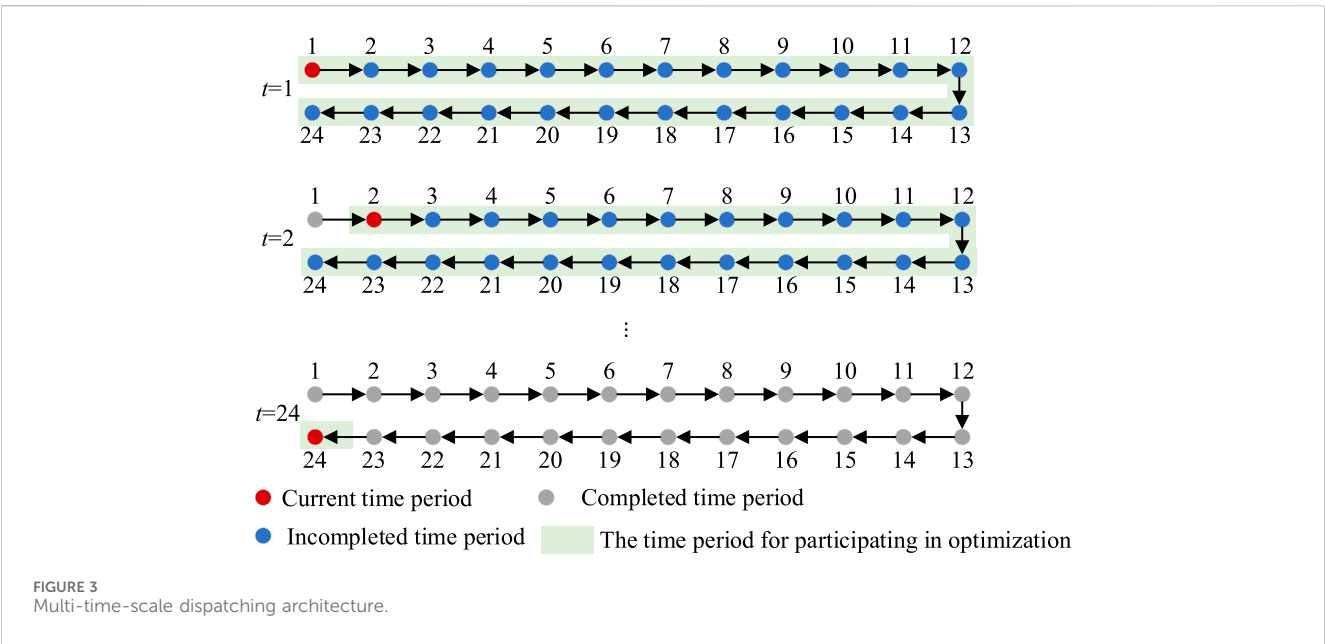 1 2 3 4 5 6 7 8 9 10 11 12
t=1
24 23 22 21 20 19 18 17 16 15 14 13
1 2 3 4 5 6 7 8 9 10 11 12
t=2
24 23 22 21 20 19 18 17 16 15 14 13
⋮
1 2 3 4 5 6 7 8 9 10 11 12
t=24
24 23 22 21 20 19 18 17 16 15 14 13
Current time period Completed time period
Incompleted time period The time period for participating in optimization
FIGURE 3
Multi-time-scale dispatching architecture.